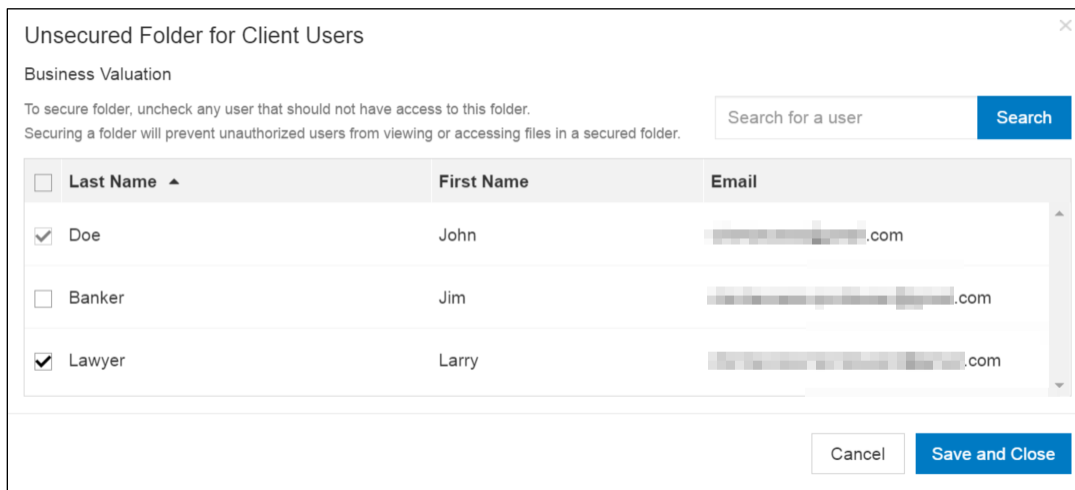 Unsecured Folder for Client Users
Business Valuation
To secure folder, uncheck any user that should not have access to this folder.
Securing a folder will prevent unauthorized users from viewing or accessing files in a secured folder.
Search for a user Search
Last Name First Name Email
Doe John .com
Banker Jim .com
Lawyer Larry .com
Cancel Save and Close